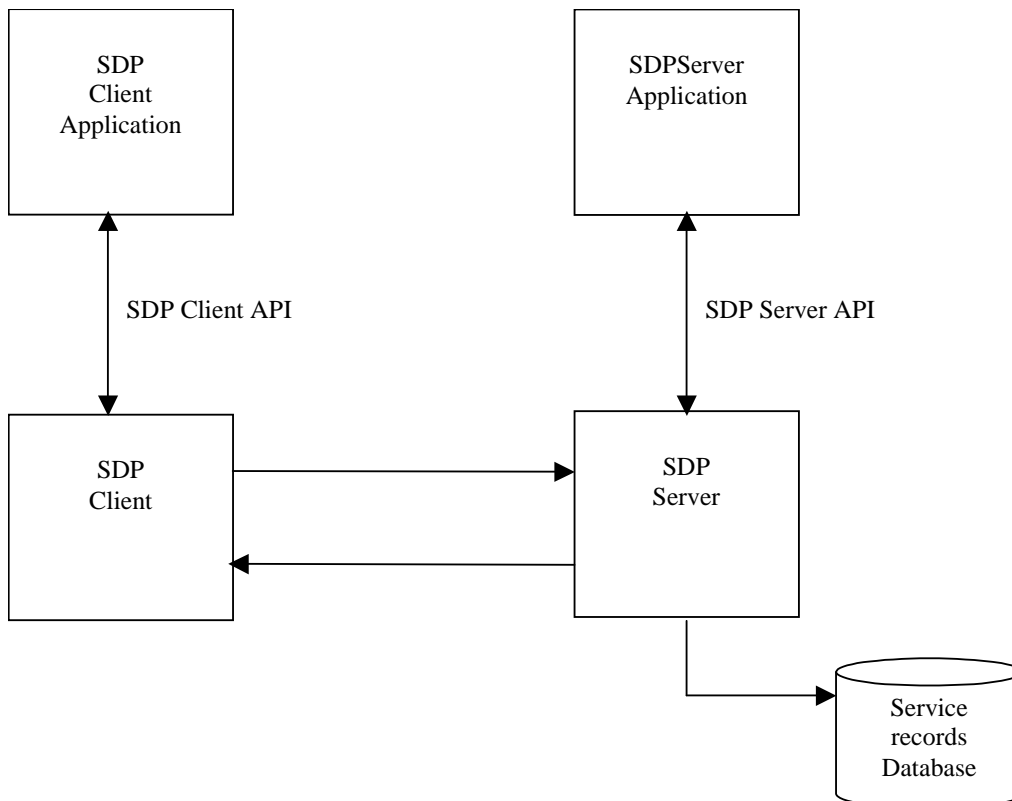 SDP
Client
Application
SDPServer
Application
SDP Client API
SDP Server API
SDP
Client
SDP
Server
Service
records
Database